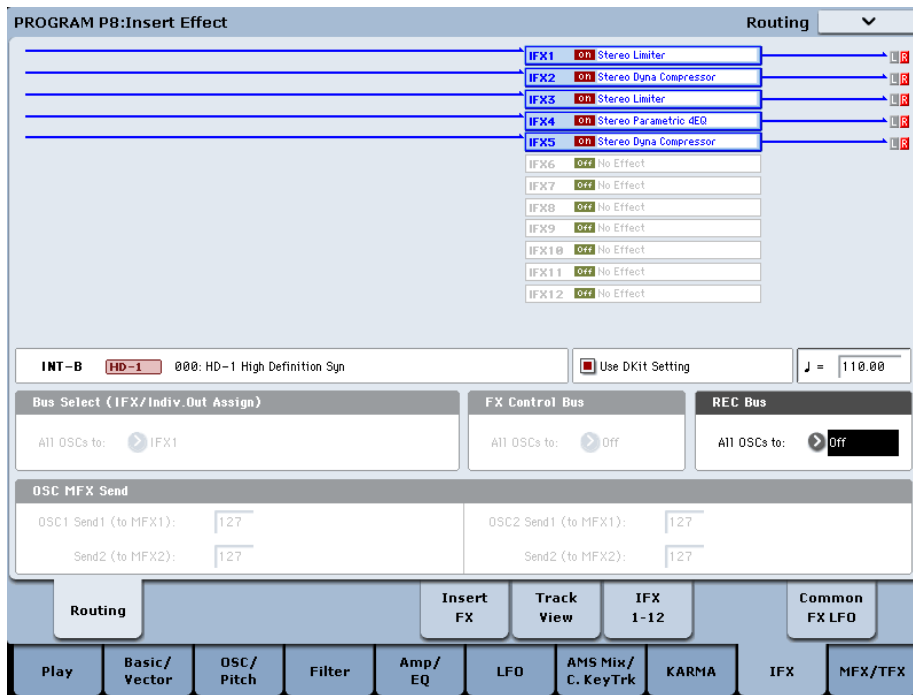 PROGRAM P8:Insert Effect Routing
IFX1 On Stereo Limiter L R
IFX2 On Stereo Dyna Compressor L R
IFX3 On Stereo Limiter L R
IFX4 On Stereo Parametric 4EQ L R
IFX5 On Stereo Dyna Compressor L R
IFX6 Off No Effect
IFX7 Off No Effect
IFX8 Off No Effect
IFX9 Off No Effect
IFX10 Off No Effect
IFX11 Off No Effect
IFX12 Off No Effect
INT-B HD-1 000: HD-1 High Definition Syn Use DKit Setting ♩ = 110.00
Bus Select (IFX/Indiv.Out Assign) FX Control Bus REC Bus
All OSCs to: IFX1 All OSCs to: Off All OSCs to: Off
OSC MFX Send
OSC1 Send1 (to MFX1): 127 OSC2 Send1 (to MFX1): 127
Send2 (to MFX2): 127 Send2 (to MFX2): 127
Routing Insert FX Track View IFX 1-12 Common FX LFO
Play Basic/ Vector OSC/ Pitch Filter Amp/ EQ LFO AMS Mix/ C. KeyTrk KARMA IFX MFX/TFX